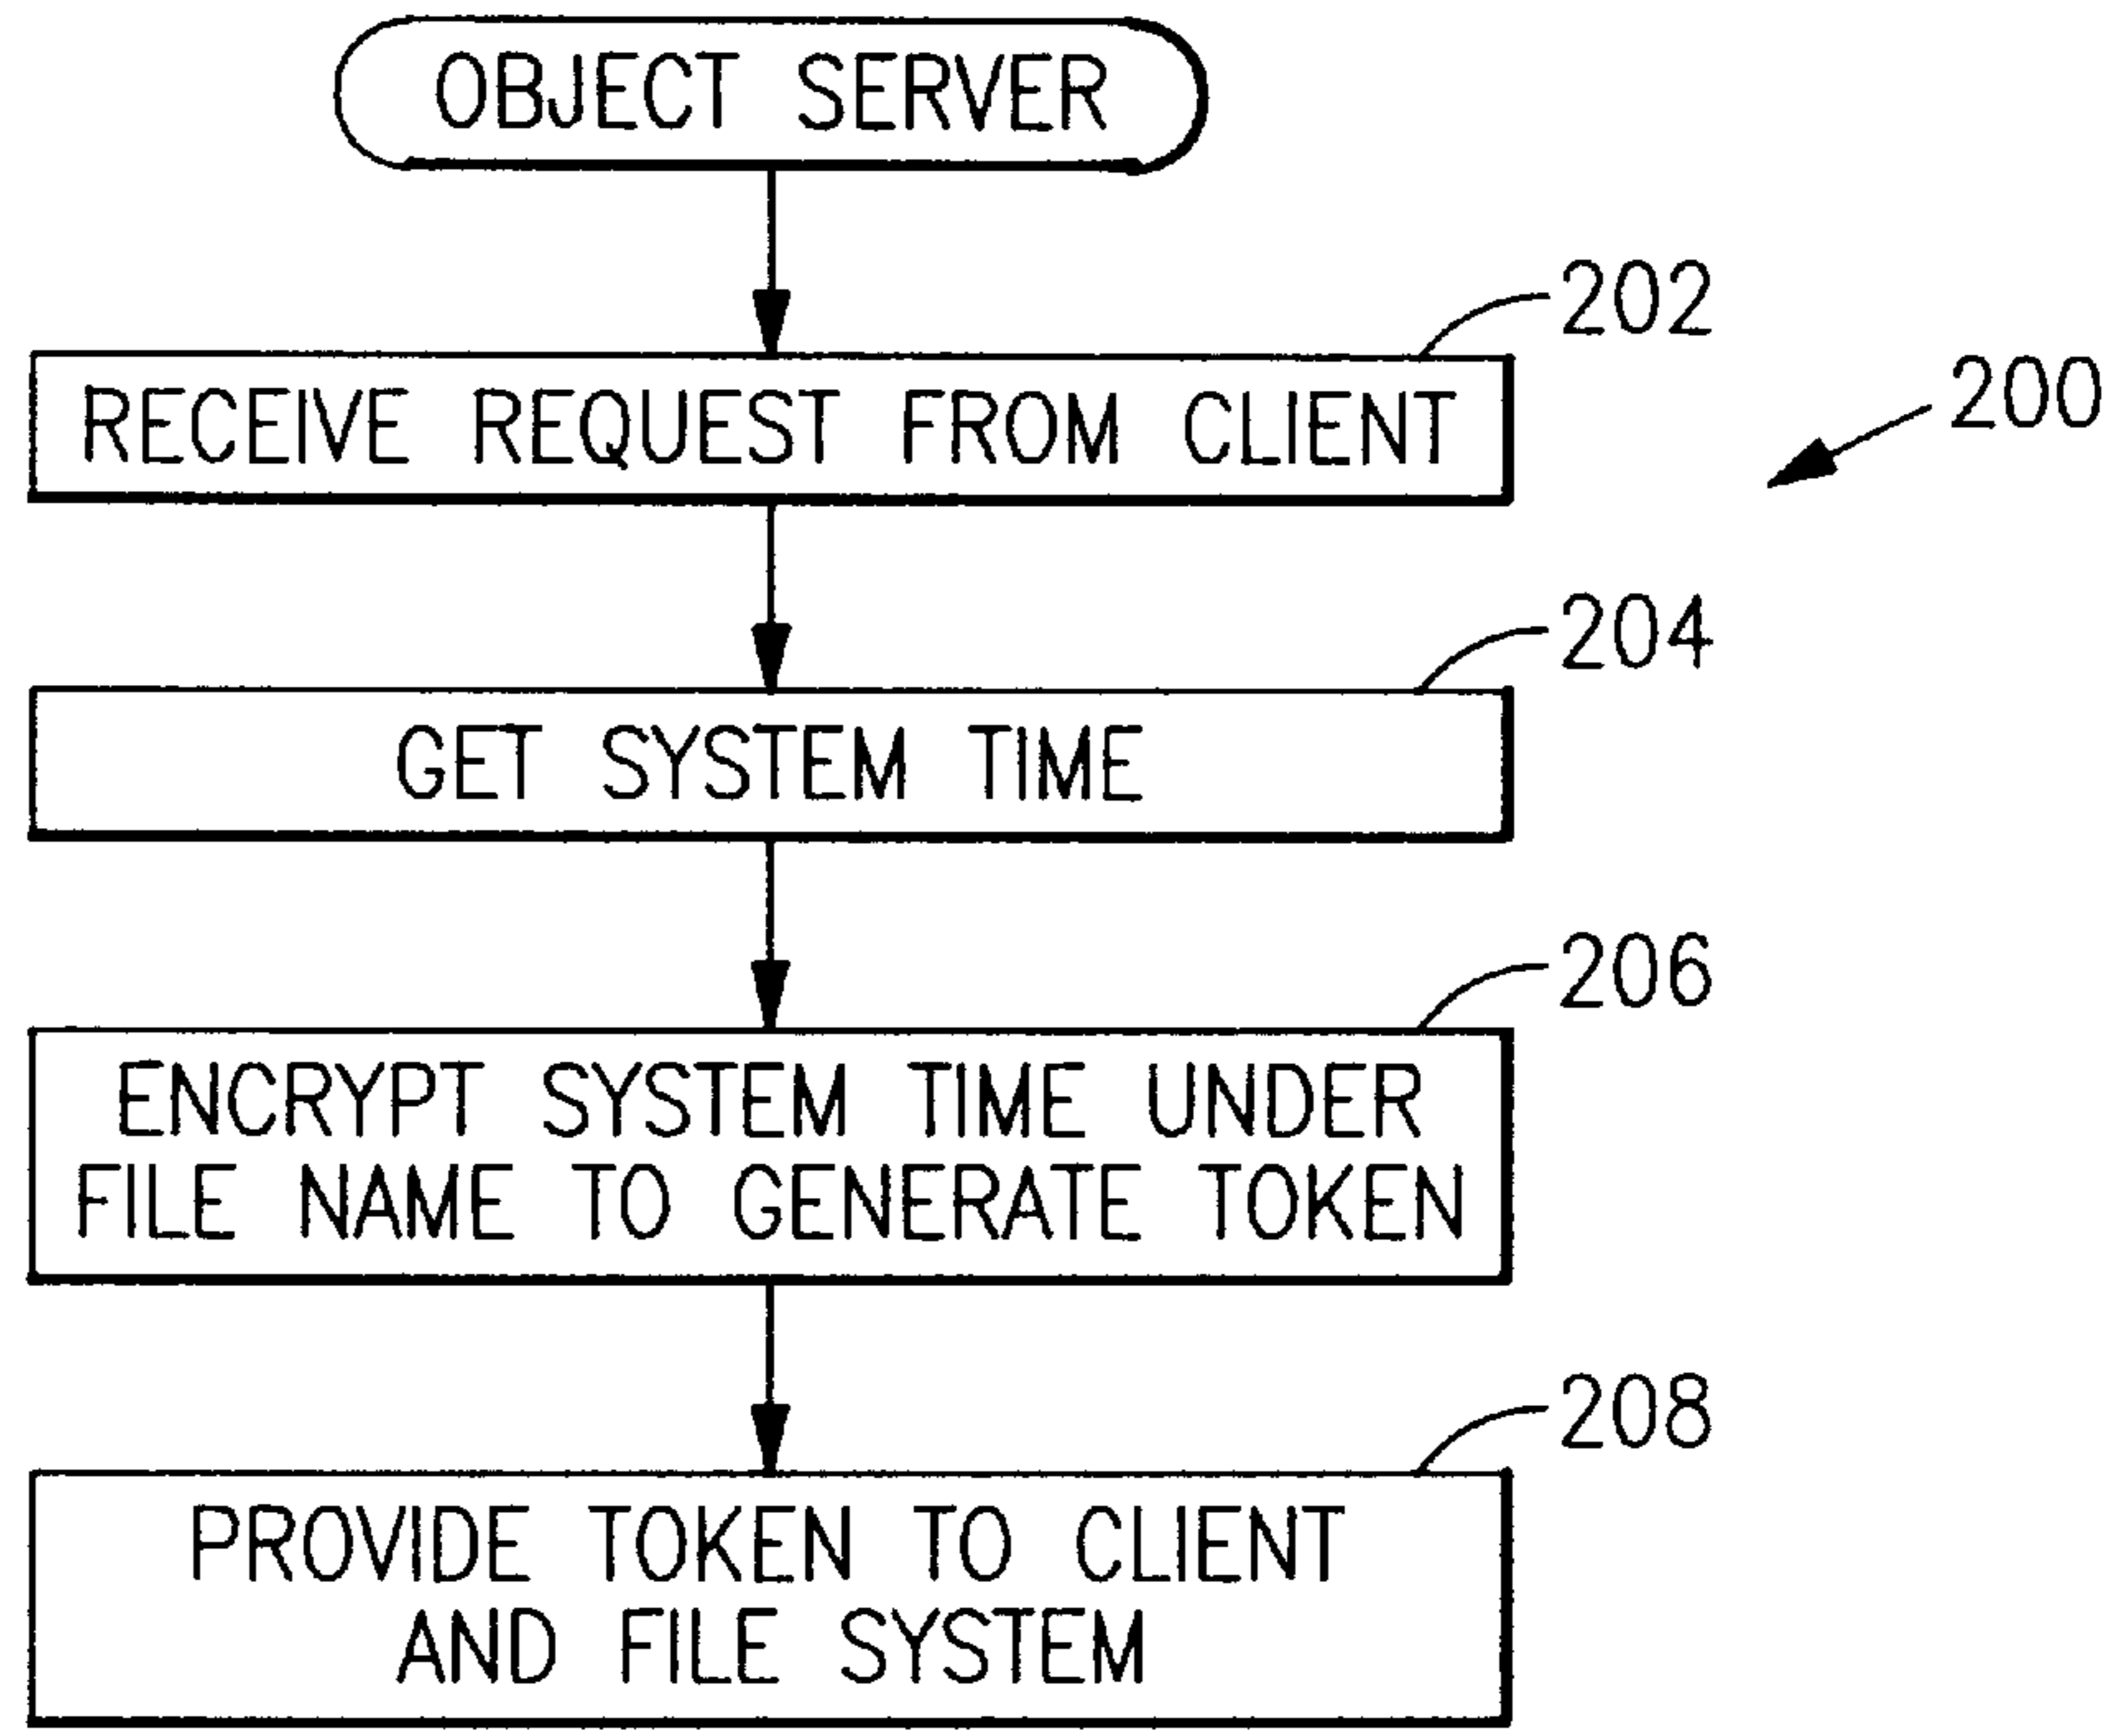 OBJECT SERVER
202
RECEIVE REQUEST FROM CLIENT
200
204
GET SYSTEM TIME
206
ENCRYPT SYSTEM TIME UNDER
FILE NAME TO GENERATE TOKEN
208
PROVIDE TOKEN TO CLIENT
AND FILE SYSTEM